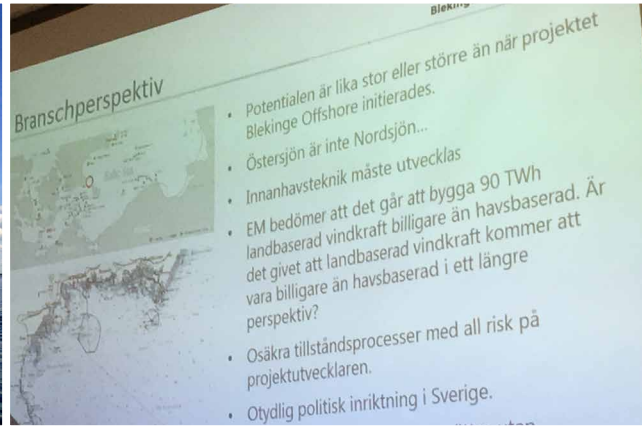 Branschperspektiv
• Potentialen är lika stor eller större än när projektet
Blekinge Offshore initierades.
• Östersjön är inte Nordsjön...
• Innanhavsteknik måste utvecklas
• EM bedömer att det går att bygga 90 TWh
landbaserad vindkraft billigare än havsbaserad. Är
det givet att landbaserad vindkraft kommer att
vara billigare än havsbaserad i ett längre
perspektiv?
• Osäkra tillståndsprocesser med all risk på
projektutvecklaren.
• Otydlig politisk inriktning i Sverige.